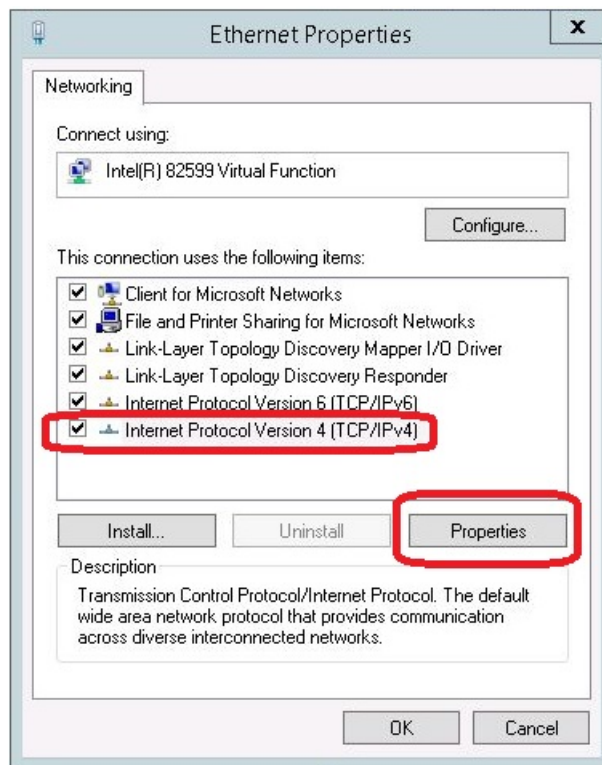 Ethernet Properties
x
Networking
Connect using:
Intel(R) 82599 Virtual Function
Configure...
This connection uses the following items:
Client for Microsoft Networks
File and Printer Sharing for Microsoft Networks
Link-Layer Topology Discovery Mapper I/O Driver
Link-Layer Topology Discovery Responder
Internet Protocol Version 6 (TCP/IPv6)
Internet Protocol Version 4 (TCP/IPv4)
Install...
Uninstall
Properties
Description
Transmission Control Protocol/Internet Protocol. The default
wide area network protocol that provides communication
across diverse interconnected networks.
OK
Cancel